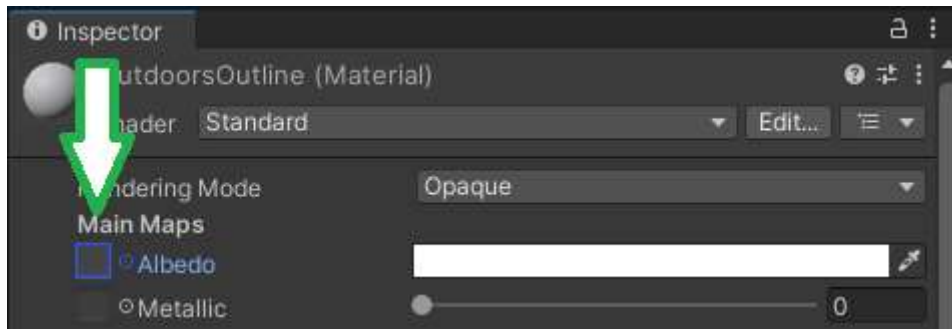 Inspector
utdoorsOutline (Material)
hader Standard Edit...
ndering Mode Opaque
Main Maps
Albedo
Metallic 0